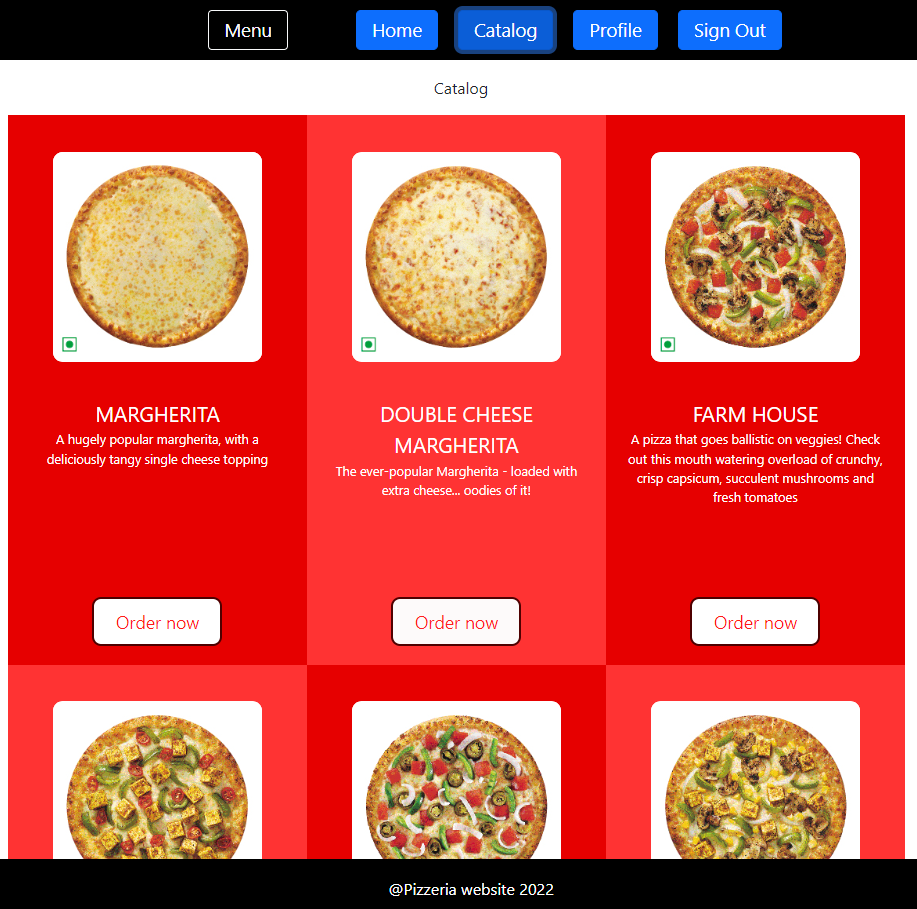 Menu Home Catalog Profile Sign Out
Catalog
MARGHERITA
A hugely popular margherita, with a
deliciously tangy single cheese topping
DOUBLE CHEESE
MARGHERITA
The ever-popular Margherita - loaded with
extra cheese... oodies of it!
FARM HOUSE
A pizza that goes ballistic on veggies! Check
out this mouth watering overload of crunchy,
crisp capsicum, succulent mushrooms and
fresh tomatoes
Order now
Order now
Order now
@Pizzeria website 2022